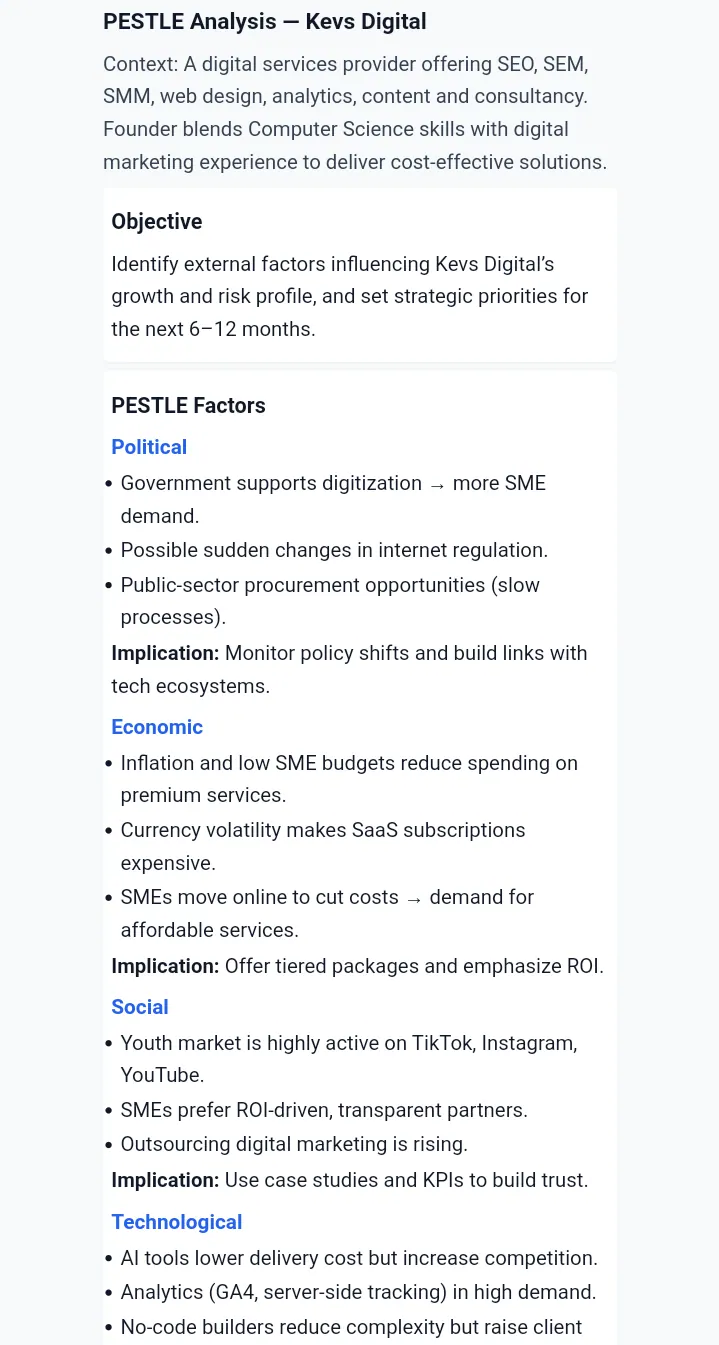 PESTLE Analysis — Kevs Digital
Context: A digital services provider offering SEO, SEM,
SMM, web design, analytics, content and consultancy.
Founder blends Computer Science skills with digital
marketing experience to deliver cost-effective solutions.
Objective
Identify external factors influencing Kevs Digital’s
growth and risk profile, and set strategic priorities for
the next 6–12 months.
PESTLE Factors
Political
• Government supports digitization → more SME
demand.
• Possible sudden changes in internet regulation.
• Public-sector procurement opportunities (slow
processes).
Implication: Monitor policy shifts and build links with
tech ecosystems.
Economic
• Inflation and low SME budgets reduce spending on
premium services.
• Currency volatility makes SaaS subscriptions
expensive.
• SMEs move online to cut costs → demand for
affordable services.
Implication: Offer tiered packages and emphasize ROI.
Social
• Youth market is highly active on TikTok, Instagram,
YouTube.
• SMEs prefer ROI-driven, transparent partners.
• Outsourcing digital marketing is rising.
Implication: Use case studies and KPIs to build trust.
Technological
• AI tools lower delivery cost but increase competition.
• Analytics (GA4, server-side tracking) in high demand.
• No-code builders reduce complexity but raise client